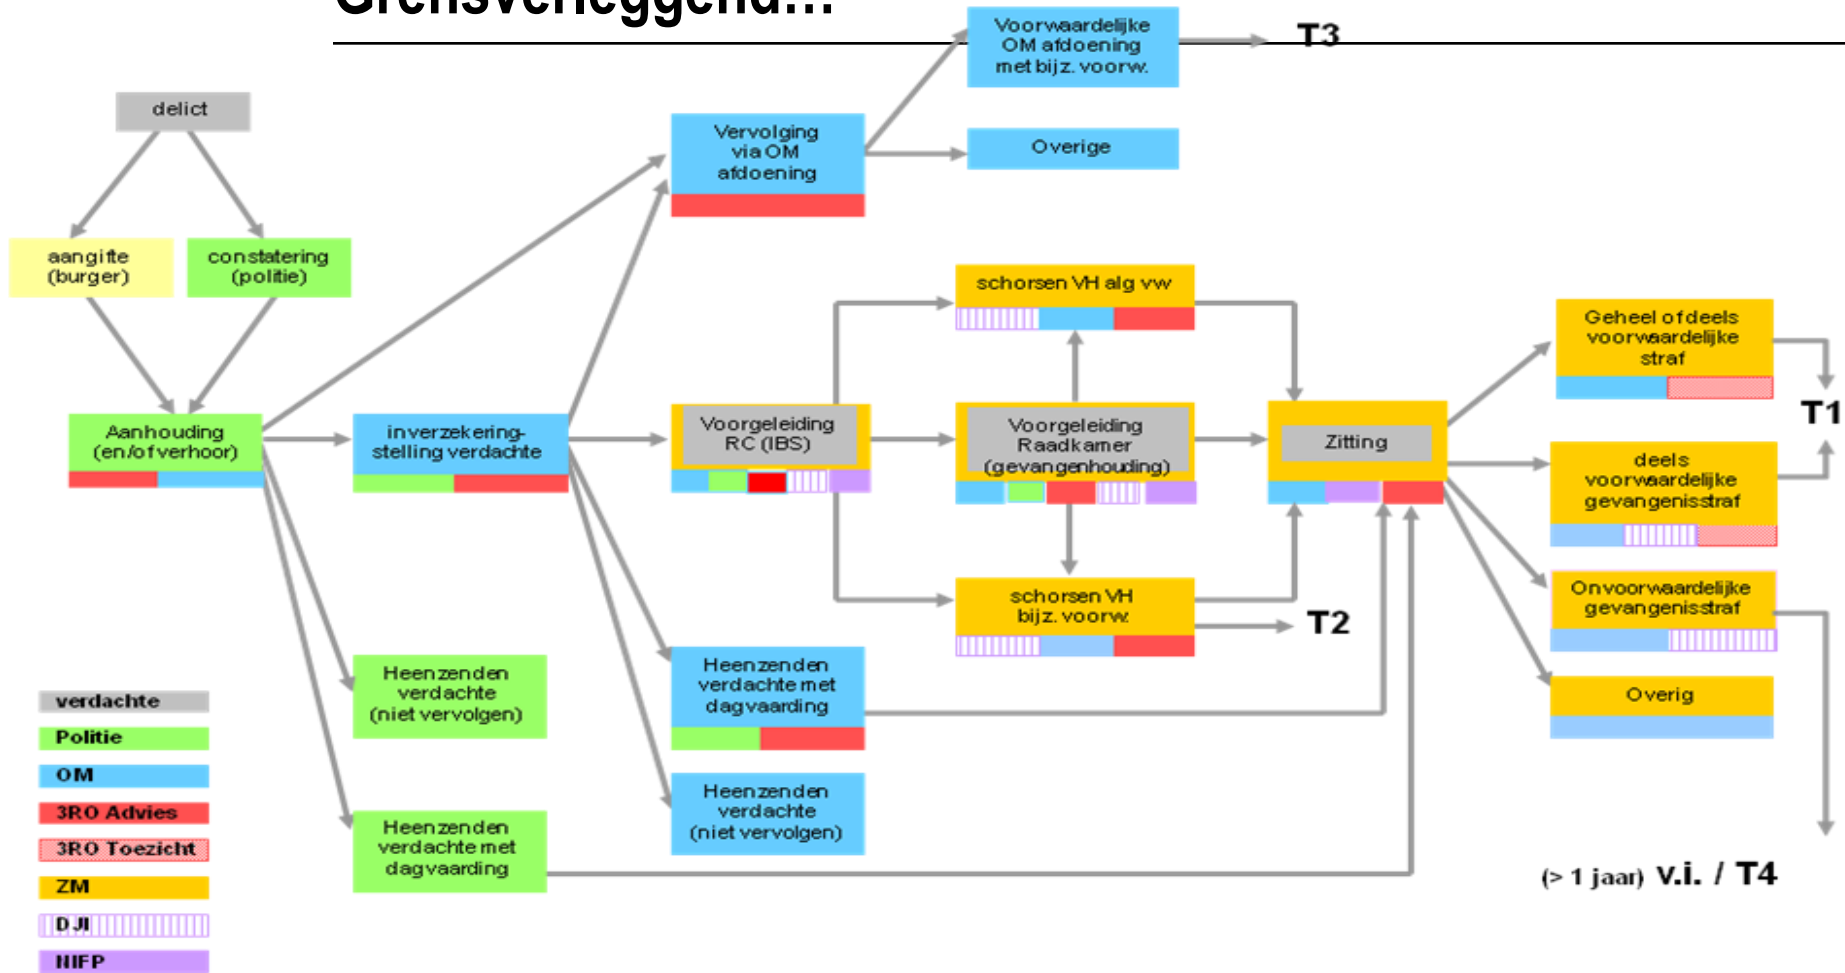 Grensverleggend...
delict
aangifte
(burger)
constatering
(politie)
Aanhouding
(en/of verhoor)
inverzekering-
stelling verdachte
Vervolging
via OM
afdoening
Voorwaardelijke
OM afdoening
met bijz. voorw.
T3
Overige
schorsen VH alg vw
Voorgeleiding
RC (IBS)
Voorgeleiding
Raadkamer
(gevangenhouding)
Zitting
schorsen VH
bijz. voorw.
T2
Geheel of deels
voorwaardelijke
straf
T1
deels
voorwaardelijke
gevangenisstraf
Onvoorwaardelijke
gevangenisstraf
Overig
(> 1 jaar) v.i. / T4
Heenzenden
verdachte
(niet vervolgen)
Heenzenden
verdachte met
dagvaarding
Heenzenden
verdachte met
dagvaarding
Heenzenden
verdachte
(niet vervolgen)
verdachte
Politie
OM
3RO Advies
3RO Toezicht
ZM
DJI
NIFP